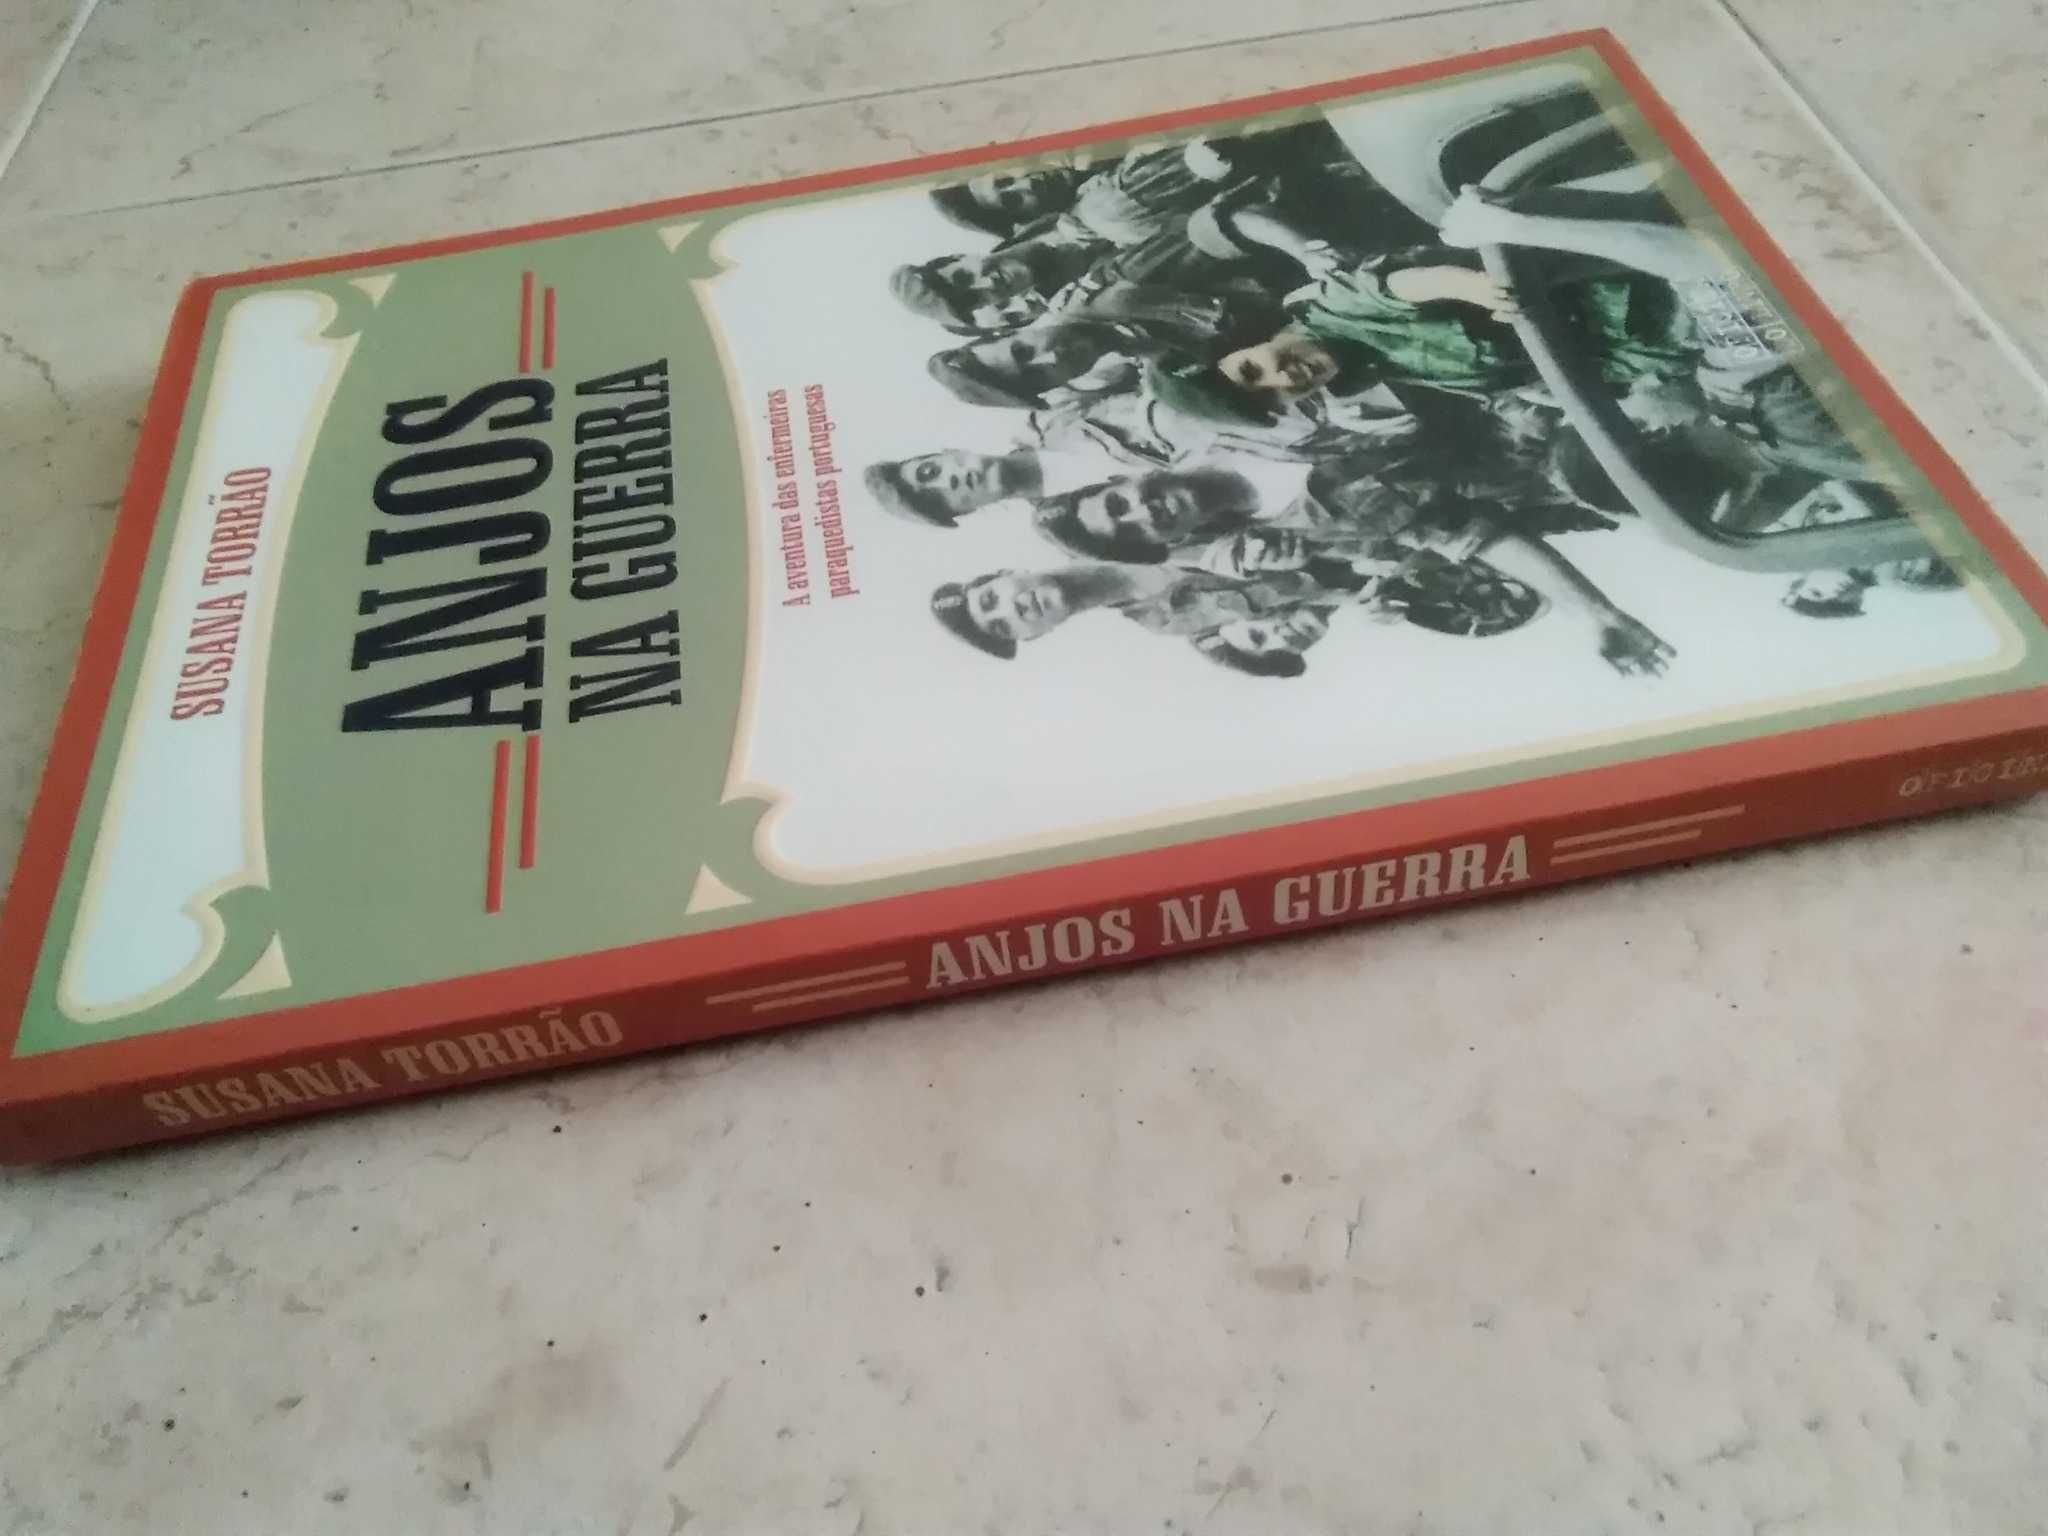 SUSANA TORRÃO
ANJOS
NA GUERRA
A aventura das enfermeiras
paraquedistas portuguesas
SUSANA TORRÃO
ANJOS NA GUERRA